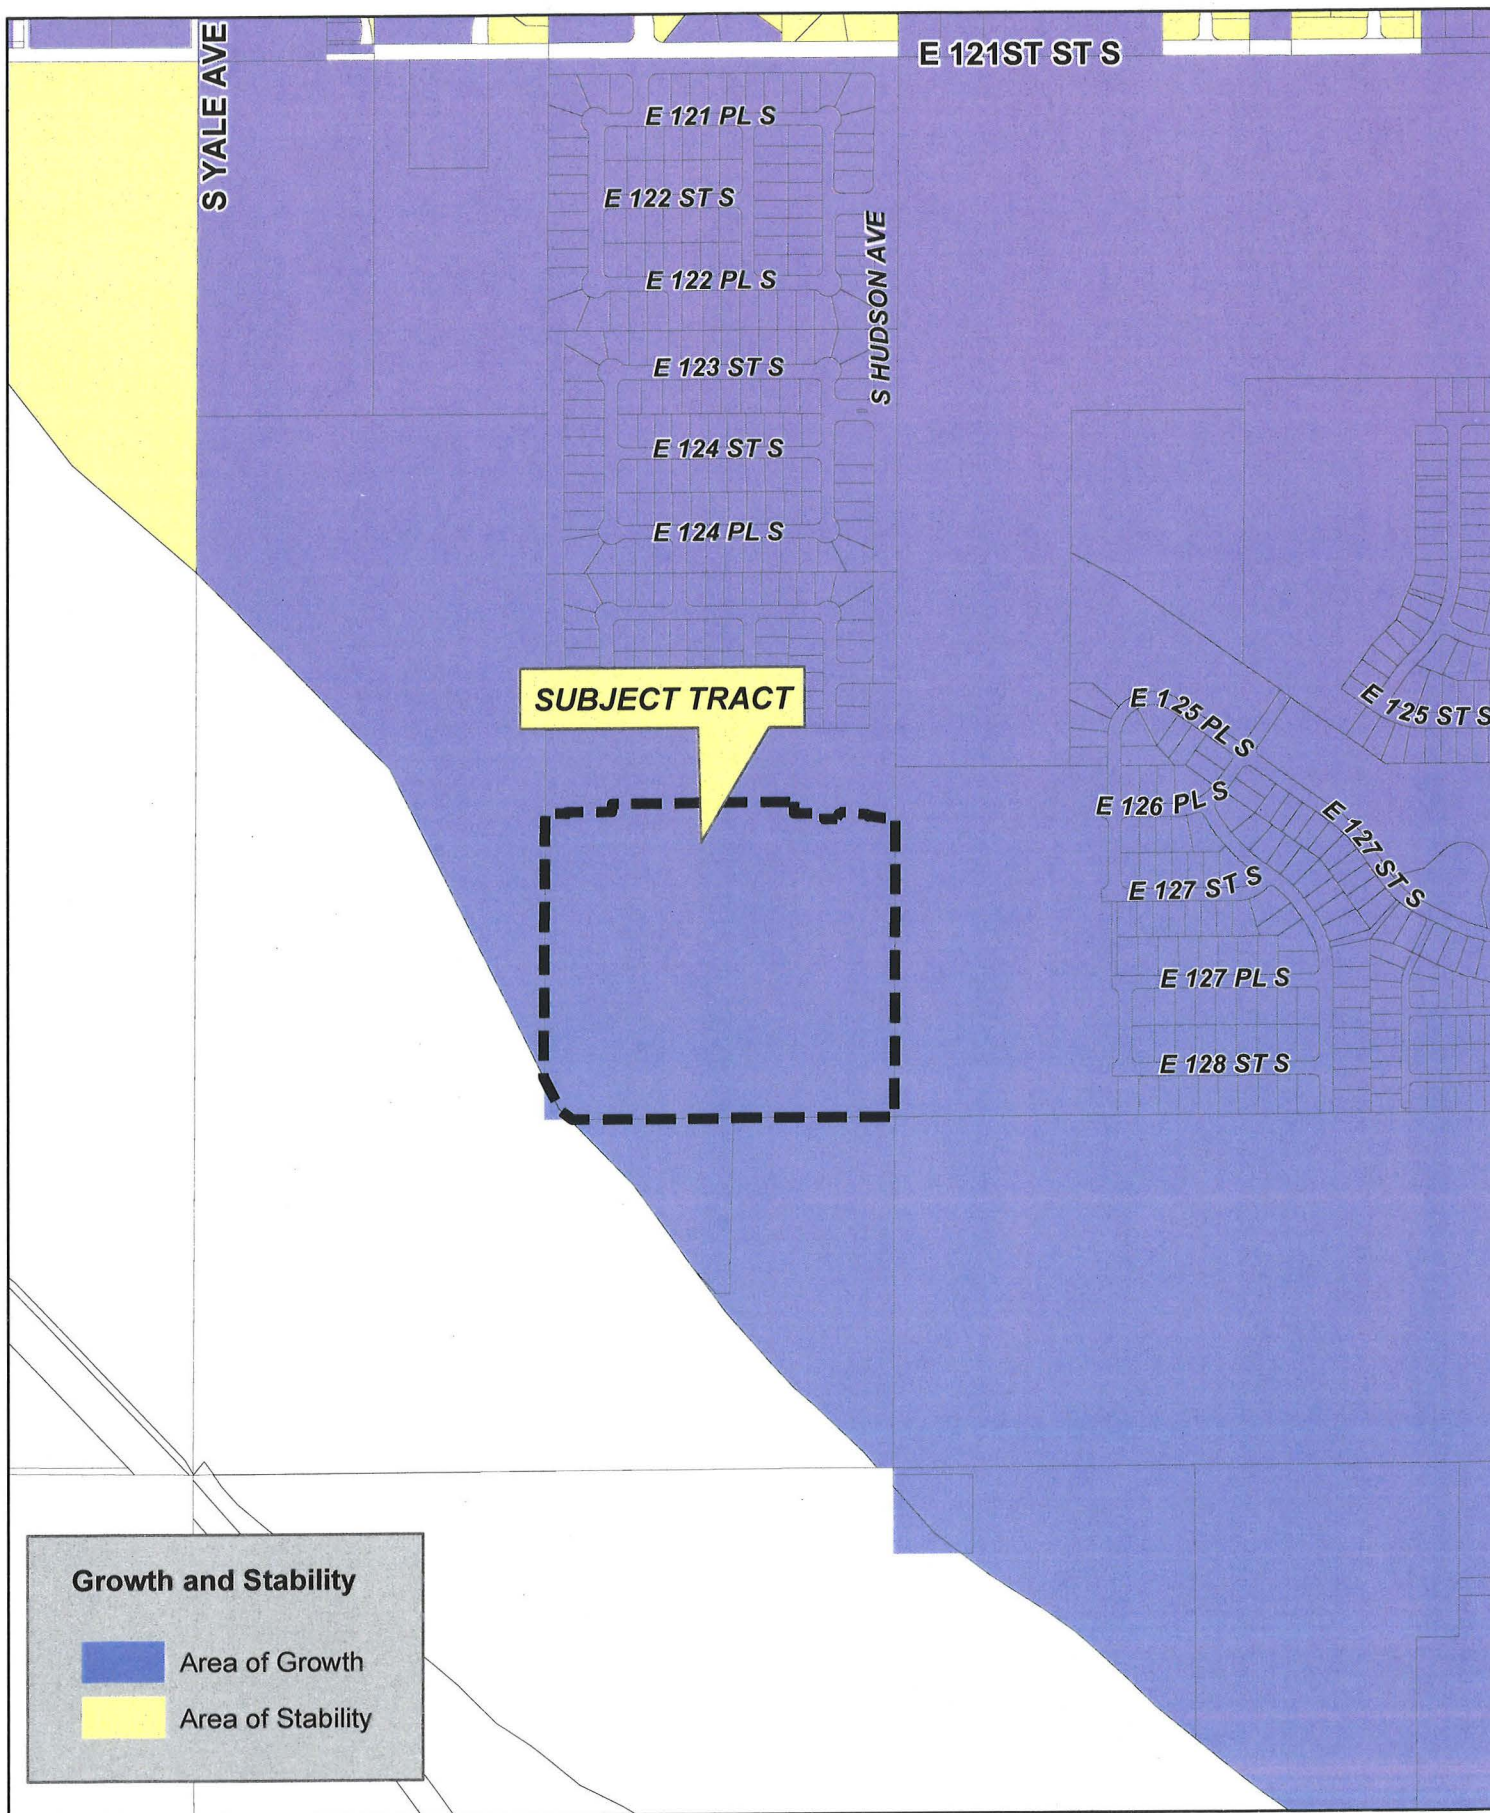 E 121ST ST S
S YALE AVE
E 121 PL S
E 122 ST S
S HUDSON AVE
E 122 PL S
E 123 ST S
E 124 ST S
E 124 PL S
SUBJECT TRACT
E 125 PL S
E 125 ST S
E 126 PL S
E 127 ST S
E 127 ST S
E 127 PL S
E 128 ST S
Growth and Stability
Area of Growth
Area of Stability